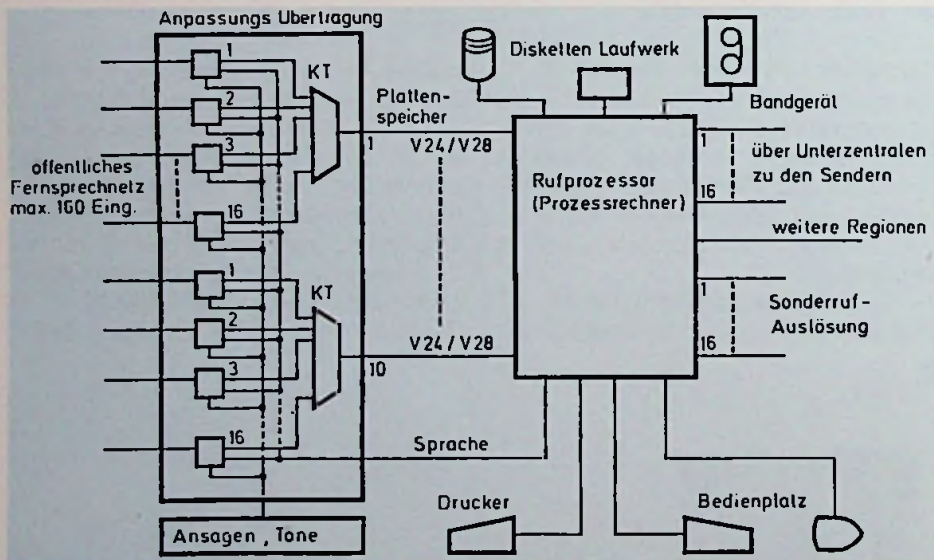 Anpassungs Übertragung
1
KT
2
3
16
öffentliches
Fernsprechnetz
max. 160 Eing.
1
KT
2
3
16
Ansagen, Tone
Platten-
speicher
1
V24/V28
V24/V28
10
Sprache
Disketten Laufwerk
Bandgerät
Rufprozessor
(Prozessrechner)
1
über Unterzentralen
zu den Sendern
16
weitere Regionen
1
Sonderruf-
Auslösung
16
Drucker
Bedienplatz